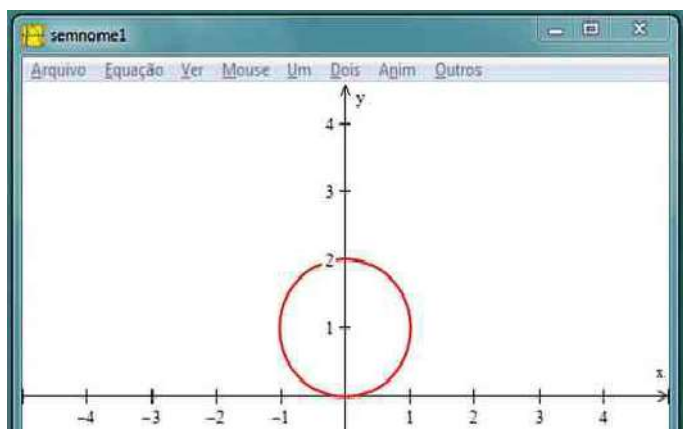 semnome1
Arquivo Equação Ver Mouse Um Dois Anim Outros
y
4
3
2
1
x
-4 -3 -2 -1 1 2 3 4